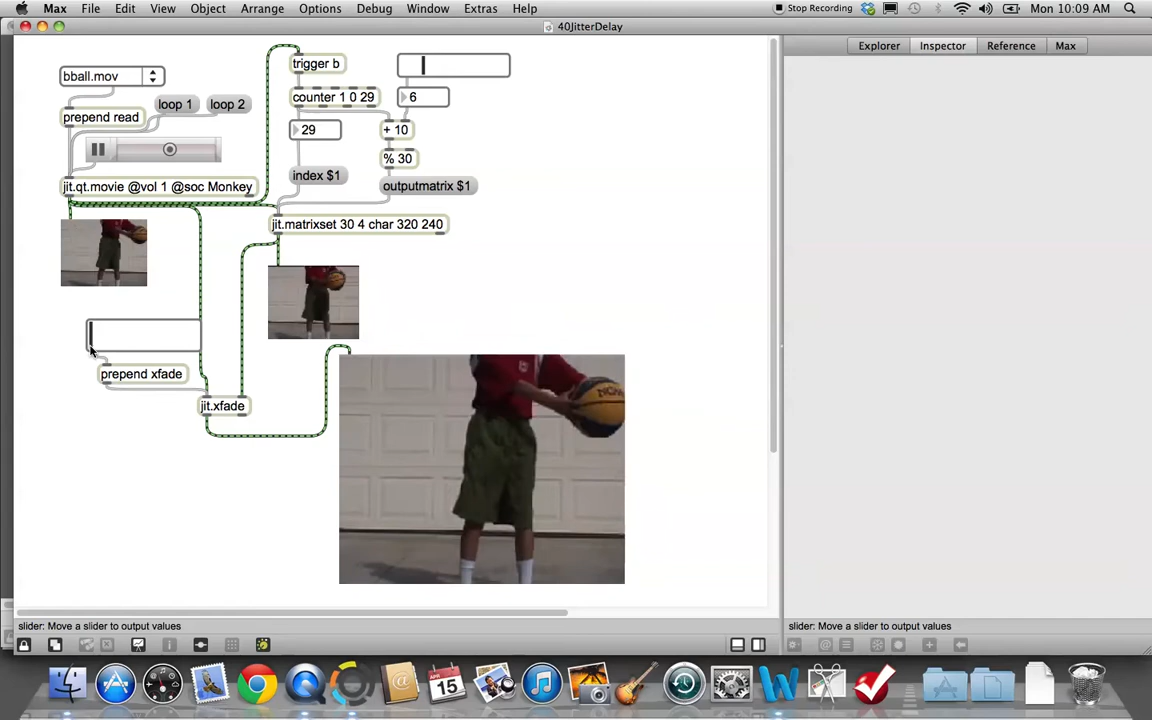 Max File Edit View Object Arrange Options Debug Window Extras Help Stop Recording Mon 10:09 AM
40JitterDelay
Explorer Inspector Reference Max
bball.mov
loop 1 loop 2
prepend read
jit.qt.movie @vol 1 @soc Monkey
trigger b
counter 1 0 29
6
29
+ 10
% 30
index $1
outputmatrix $1
jit.matrixset 30 4 char 320 240
prepend xfade
jit.xfade
slider: Move a slider to output values
slider: Move a slider to output values
APR
15